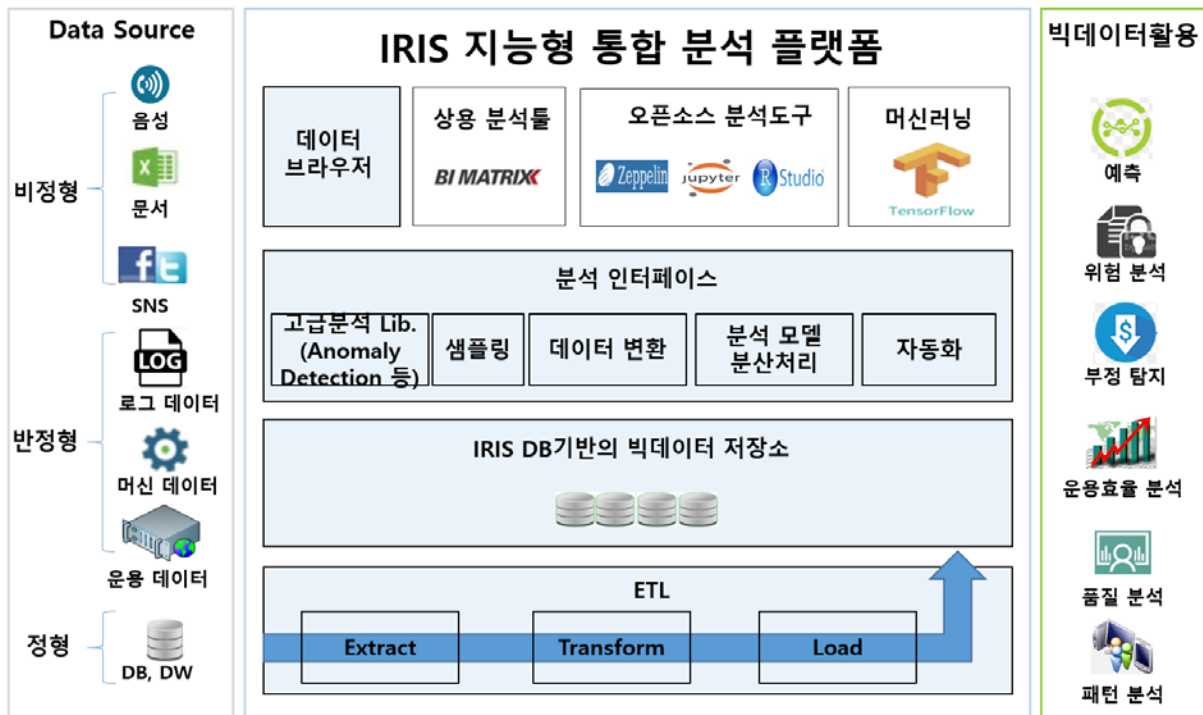 Data Source
음성
비정형
문서
SNS
로그 데이터
LOG
반정형
머신 데이터
운용 데이터
정형
DB, DW
IRIS 지능형 통합 분석 플랫폼
데이터
브라우저
상용 분석툴
BI MATRIX
오픈소스 분석도구
Zeppelin
jupyter
R Studio
머신러닝
TensorFlow
분석 인터페이스
고급분석 Lib.
(Anomaly
Detection 등)
샘플링
데이터 변환
분석 모델
분산처리
자동화
IRIS DB기반의 빅데이터 저장소
ETL
Extract
Transform
Load
빅데이터활용
예측
위험 분석
부정 탐지
운용효율 분석
품질 분석
패턴 분석